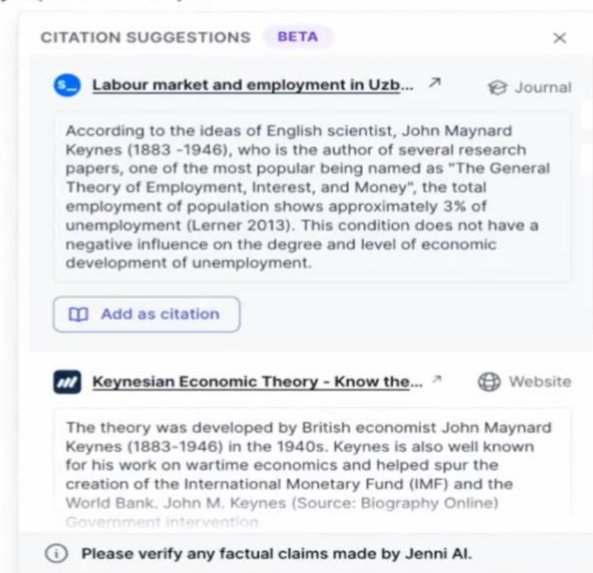 CITATION SUGGESTIONS BETA
Labour market and employment in Uzb... Journal
According to the ideas of English scientist, John Maynard
Keynes (1883 -1946), who is the author of several research
papers, one of the most popular being named as "The General
Theory of Employment, Interest, and Money", the total
employment of population shows approximately 3% of
unemployment (Lerner 2013). This condition does not have a
negative influence on the degree and level of economic
development of unemployment.
Add as citation
Keynesian Economic Theory - Know the... Website
The theory was developed by British economist John Maynard
Keynes (1883-1946) in the 1940s. Keynes is also well known
for his work on wartime economics and helped spur the
creation of the International Monetary Fund (IMF) and the
World Bank. John M. Keynes (Source: Biography Online)
Government intervention
Please verify any factual claims made by Jenni AI.